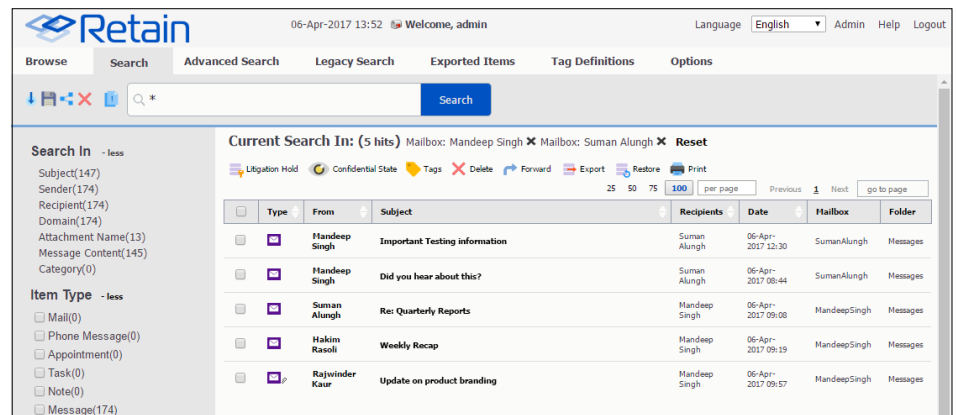 Retain
06-Apr-2017 13:52 Welcome, admin
Language English Admin Help Logout
Browse Search Advanced Search Legacy Search Exported Items Tag Definitions Options
* Search
Search In - less
Subject(147)
Sender(174)
Recipient(174)
Domain(174)
Attachment Name(13)
Message Content(145)
Category(0)
Item Type - less
Mail(0)
Phone Message(0)
Appointment(0)
Task(0)
Note(0)
Message(174)
Current Search In: (5 hits) Mailbox: Mandeep Singh ✖ Mailbox: Suman Alungh ✖ Reset
Litigation Hold Confidential State Tags Delete Forward Export Restore Print
25 50 75 100 per page Previous 1 Next go to page
Type From Subject Recipients Date Mailbox Folder
Mandeep Singh Important Testing information Suman Alungh 06-Apr-2017 12:30 SumanAlungh Messages
Mandeep Singh Did you hear about this? Suman Alungh 06-Apr-2017 08:44 SumanAlungh Messages
Suman Alungh Re: Quarterly Reports Mandeep Singh 06-Apr-2017 09:08 MandeepSingh Messages
Hakim Rasoli Weekly Recap Mandeep Singh 06-Apr-2017 09:19 MandeepSingh Messages
Rajwinder Kaur Update on product branding Mandeep Singh 06-Apr-2017 09:57 MandeepSingh Messages